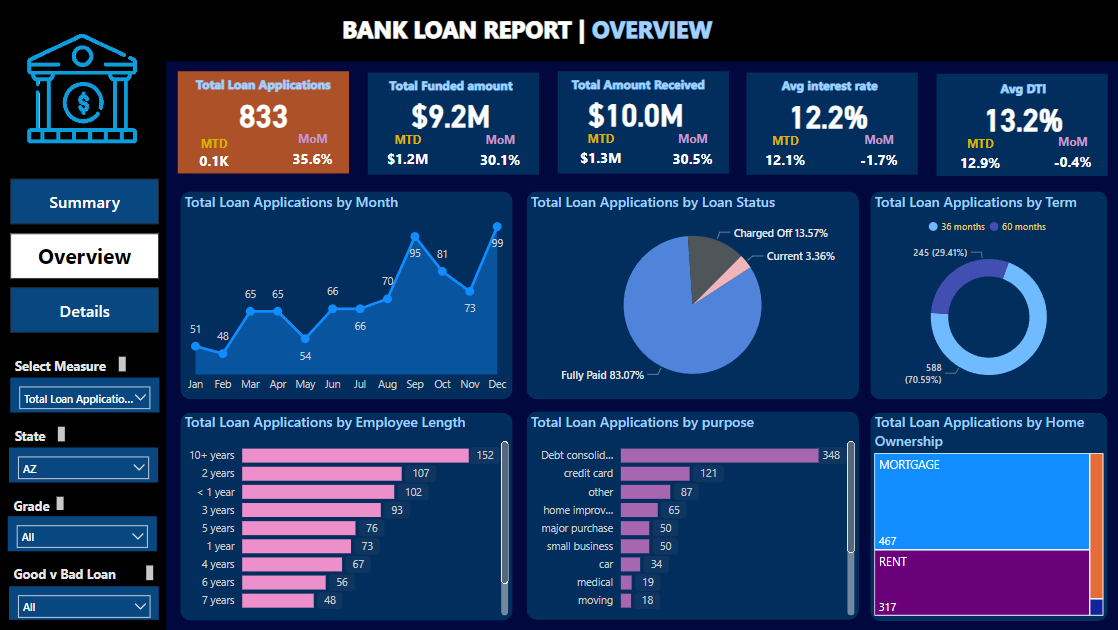 BANK LOAN REPORT | OVERVIEW
Total Loan Applications
833
MTD
MoM
0.1K
35.6%
Total Funded amount
$9.2M
MTD
MoM
$1.2M
30.1%
Total Amount Received
$10.0M
MTD
MoM
$1.3M
30.5%
Avg interest rate
12.2%
MTD
MoM
12.1%
-1.7%
Avg DTI
13.2%
MTD
MoM
12.9%
-0.4%
$
Summary
Overview
Details
Select Measure
Total Loan Applicatio...
State
AZ
Grade
All
Good v Bad Loan
All
Total Loan Applications by Month
51
48
65
65
54
66
66
70
95
81
73
99
Jan Feb Mar Apr May Jun Jul Aug Sep Oct Nov Dec
Total Loan Applications by Loan Status
Charged Off 13.57%
Current 3.36%
Fully Paid 83.07%
Total Loan Applications by Term
36 months 60 months
245 (29.41%)
588
(70.59%)
Total Loan Applications by Employee Length
10+ years 152
2 years 107
< 1 year 102
3 years 93
5 years 76
1 year 73
4 years 67
6 years 56
7 years 48
Total Loan Applications by purpose
Debt consolid... 348
credit card 121
other 87
home improv... 65
major purchase 50
small business 50
car 34
medical 19
moving 18
Total Loan Applications by Home
Ownership
MORTGAGE
467
RENT
317